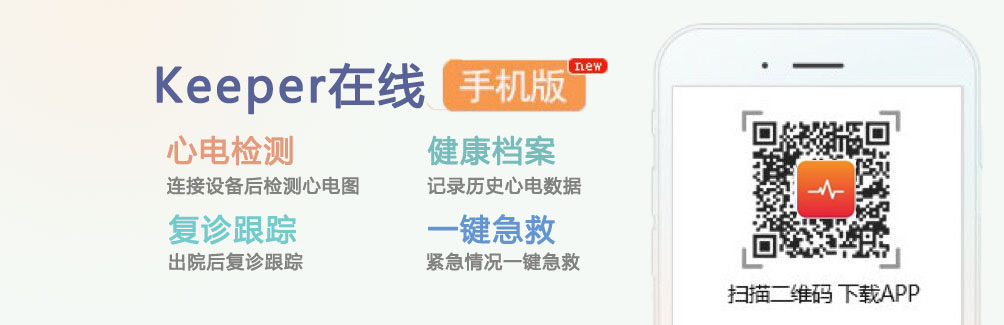 Keeper在线 手机版 new
心电检测 健康档案
连接设备后检测心电图 记录历史心电数据
复诊跟踪 一键急救
出院后复诊跟踪 紧急情况一键急救
扫描二维码 下载APP